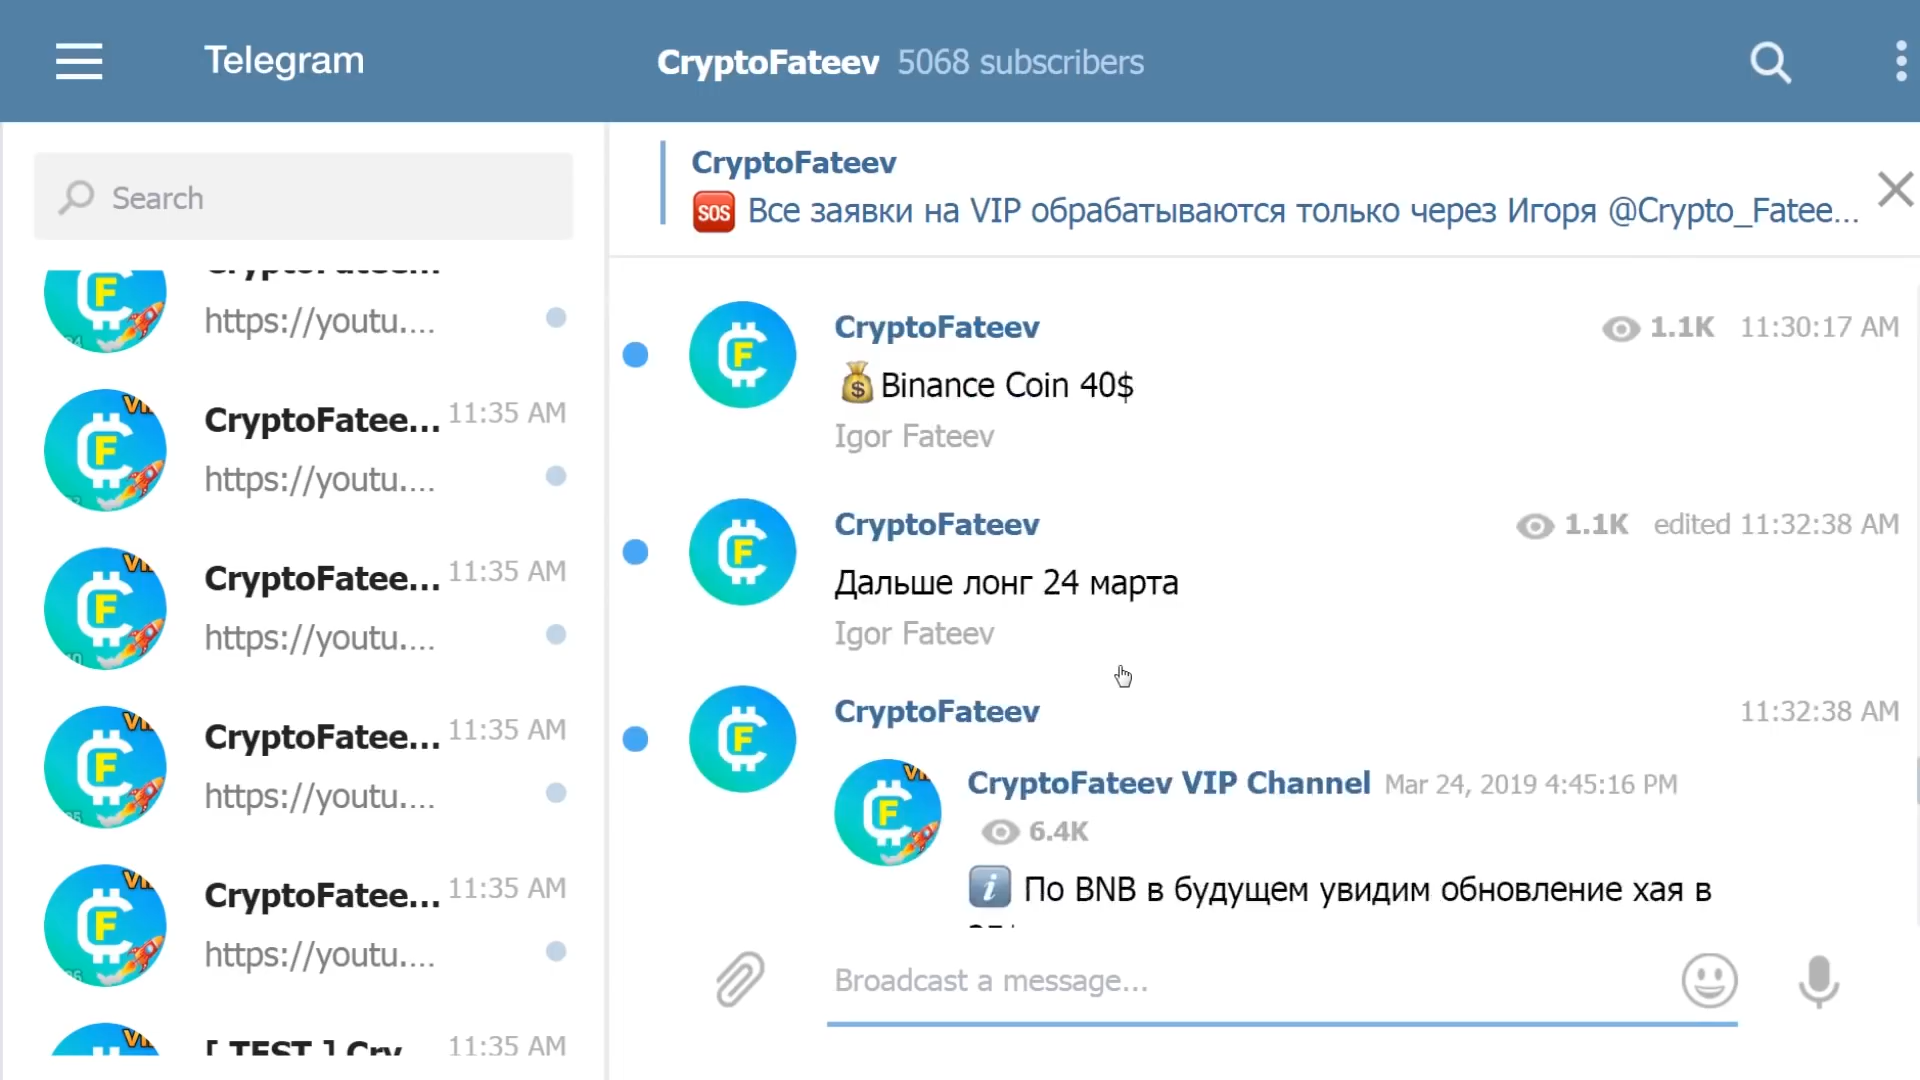 Telegram
CryptoFateev 5068 subscribers
Search
https://youtu....
CryptoFatee... 11:35 AM
https://youtu....
CryptoFatee... 11:35 AM
https://youtu....
CryptoFatee... 11:35 AM
https://youtu....
CryptoFatee... 11:35 AM
https://youtu....
[ TEST ] Cry 11:35 AM
CryptoFateev
SOS Все заявки на VIP обрабатываются только через Игоря @Crypto_Fatee...
CryptoFateev 1.1K 11:30:17 AM
Binance Coin 40$
Igor Fateev
CryptoFateev 1.1K edited 11:32:38 AM
Дальше лонг 24 марта
Igor Fateev
CryptoFateev 11:32:38 AM
CryptoFateev VIP Channel Mar 24, 2019 4:45:16 PM
6.4K
По BNB в будущем увидим обновление хая в
Broadcast a message...